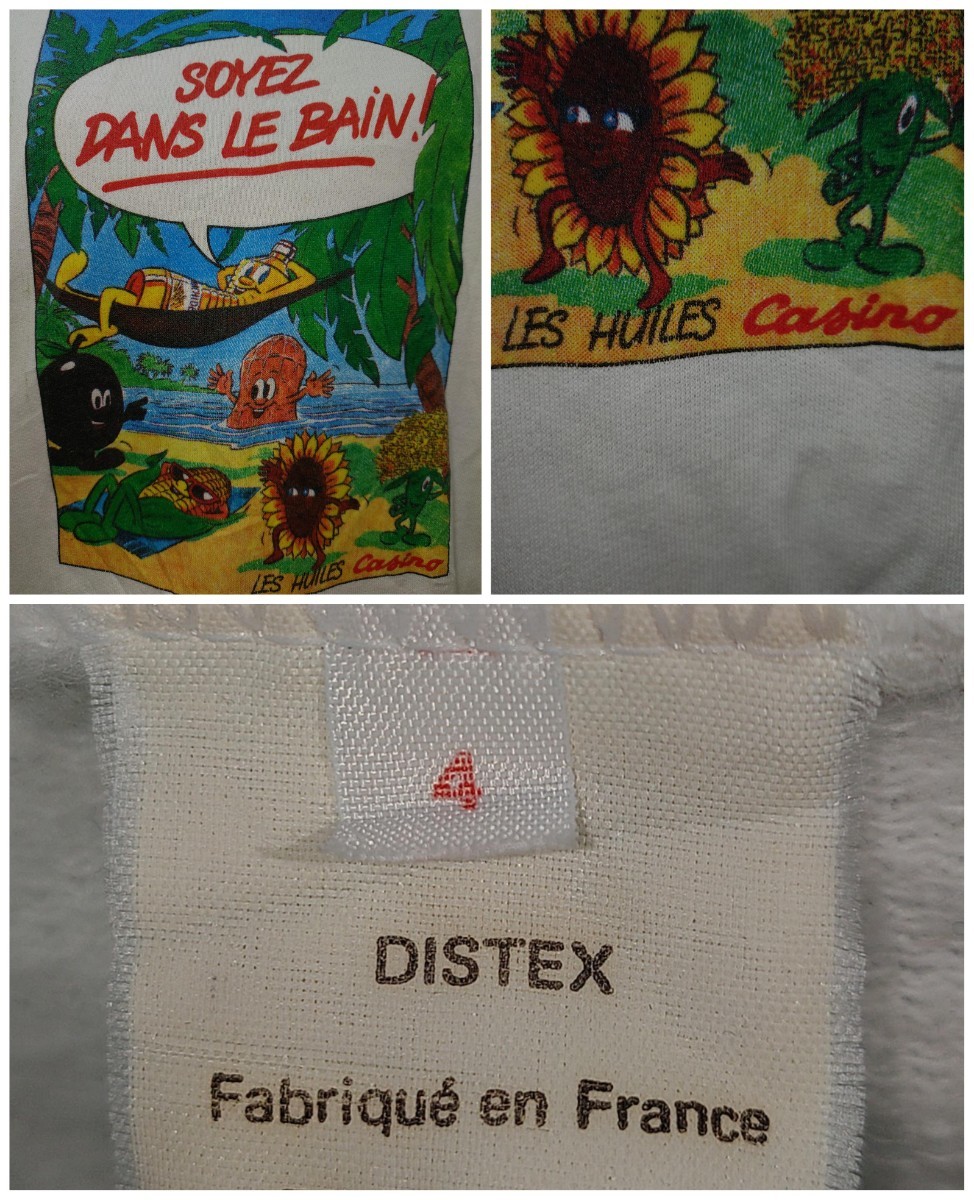 SOYEZ
DANS LE BAiN!
LES HUILES Casino
LES HUILES Casino
4
DISTEX
Fabriqué en France